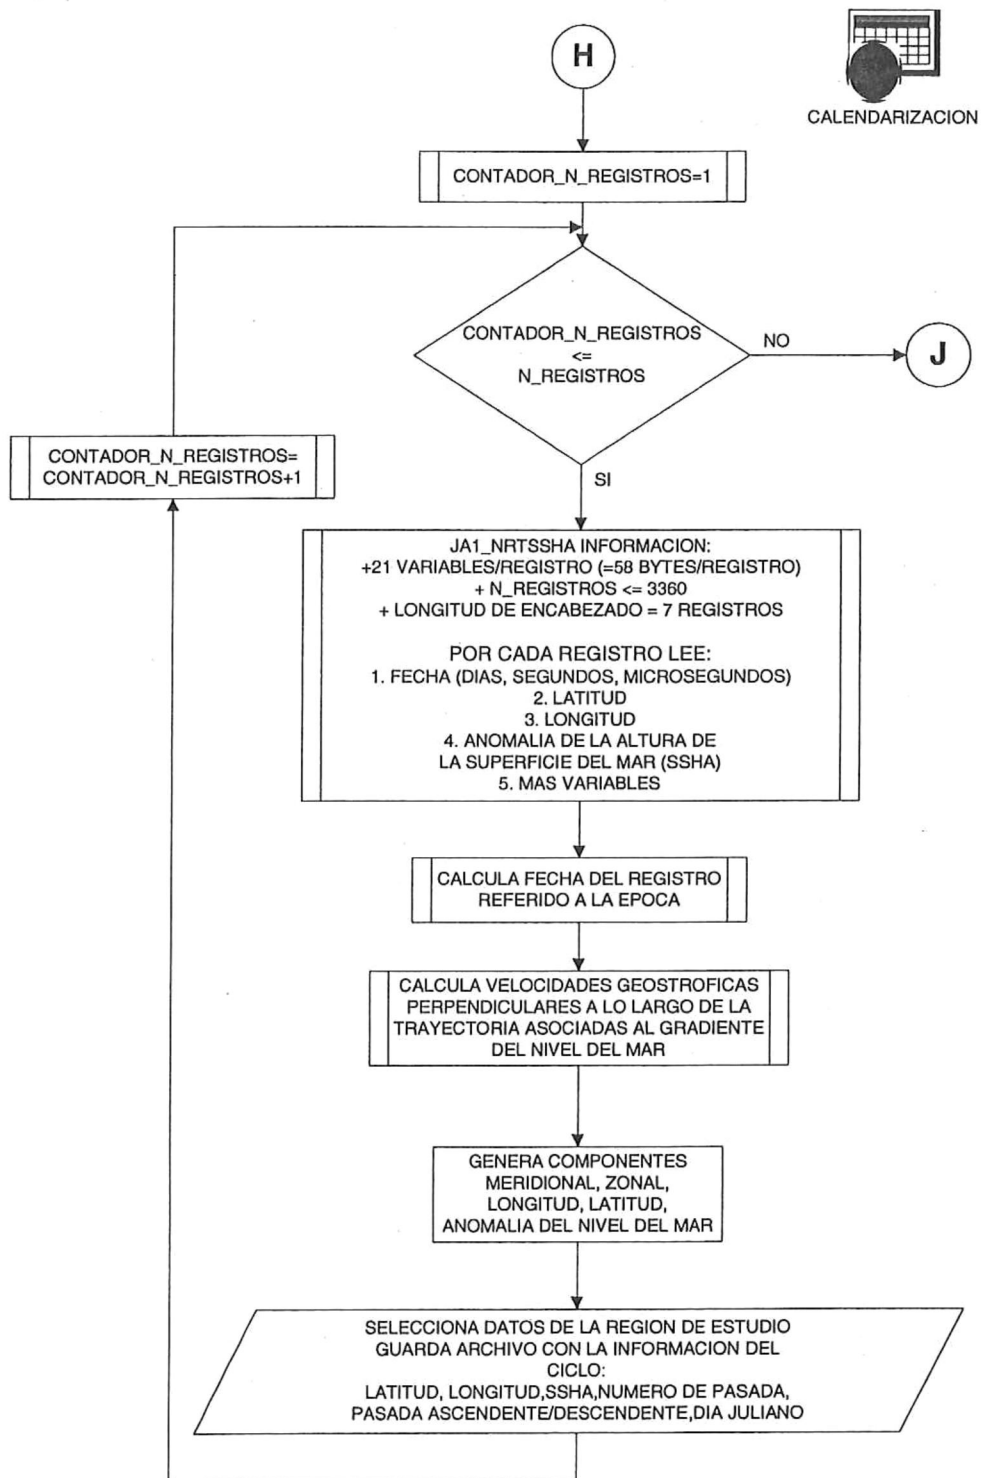 H
CALENDARIZACION
CONTADOR_N_REGISTROS=1
CONTADOR_N_REGISTROS
<=
N_REGISTROS
NO
J
CONTADOR_N_REGISTROS=
CONTADOR_N_REGISTROS+1
SI
JA1_NRTSSHA INFORMACION:
+21 VARIABLES/REGISTRO (=58 BYTES/REGISTRO)
+ N_REGISTROS <= 3360
+ LONGITUD DE ENCABEZADO = 7 REGISTROS
POR CADA REGISTRO LEE:
1. FECHA (DIAS, SEGUNDOS, MICROSEGUNDOS)
2. LATITUD
3. LONGITUD
4. ANOMALIA DE LA ALTURA DE
LA SUPERFICIE DEL MAR (SSHA)
5. MAS VARIABLES
CALCULA FECHA DEL REGISTRO
REFERIDO A LA EPOCA
CALCULA VELOCIDADES GEOSTROFICAS
PERPENDICULARES A LO LARGO DE LA
TRAYECTORIA ASOCIADAS AL GRADIENTE
DEL NIVEL DEL MAR
GENERA COMPONENTES
MERIDIONAL, ZONAL,
LONGITUD, LATITUD,
ANOMALIA DEL NIVEL DEL MAR
SELECCIONA DATOS DE LA REGION DE ESTUDIO
GUARDA ARCHIVO CON LA INFORMACION DEL
CICLO:
LATITUD, LONGITUD,SSHA,NUMERO DE PASADA,
PASADA ASCENDENTE/DESCENDENTE,DIA JULIANO